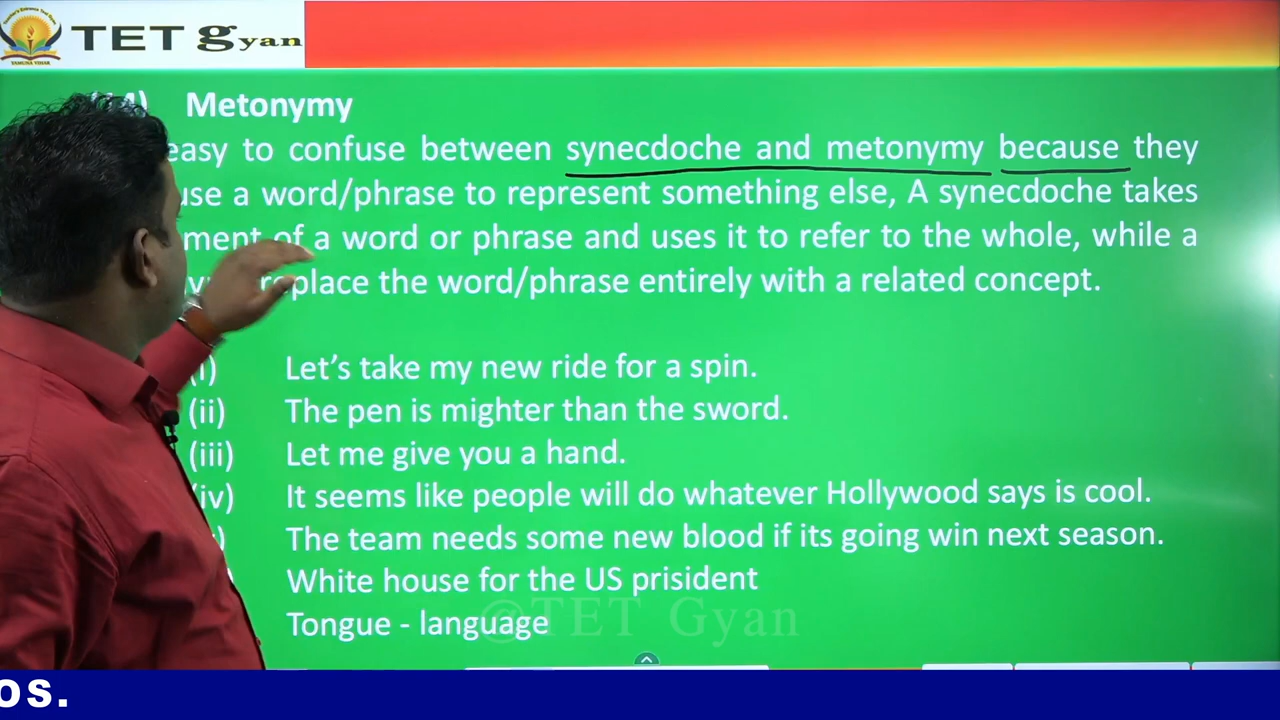 TET Gyan
Metonymy
easy to confuse between synecdoche and metonymy because they
use a word/phrase to represent something else, A synecdoche takes
ment of a word or phrase and uses it to refer to the whole, while a
replace the word/phrase entirely with a related concept.
(i) Let's take my new ride for a spin.
(ii) The pen is mighter than the sword.
(iii) Let me give you a hand.
(iv) It seems like people will do whatever Hollywood says is cool.
The team needs some new blood if its going win next season.
White house for the US prisident
Tongue - language
@TET Gyan
os.